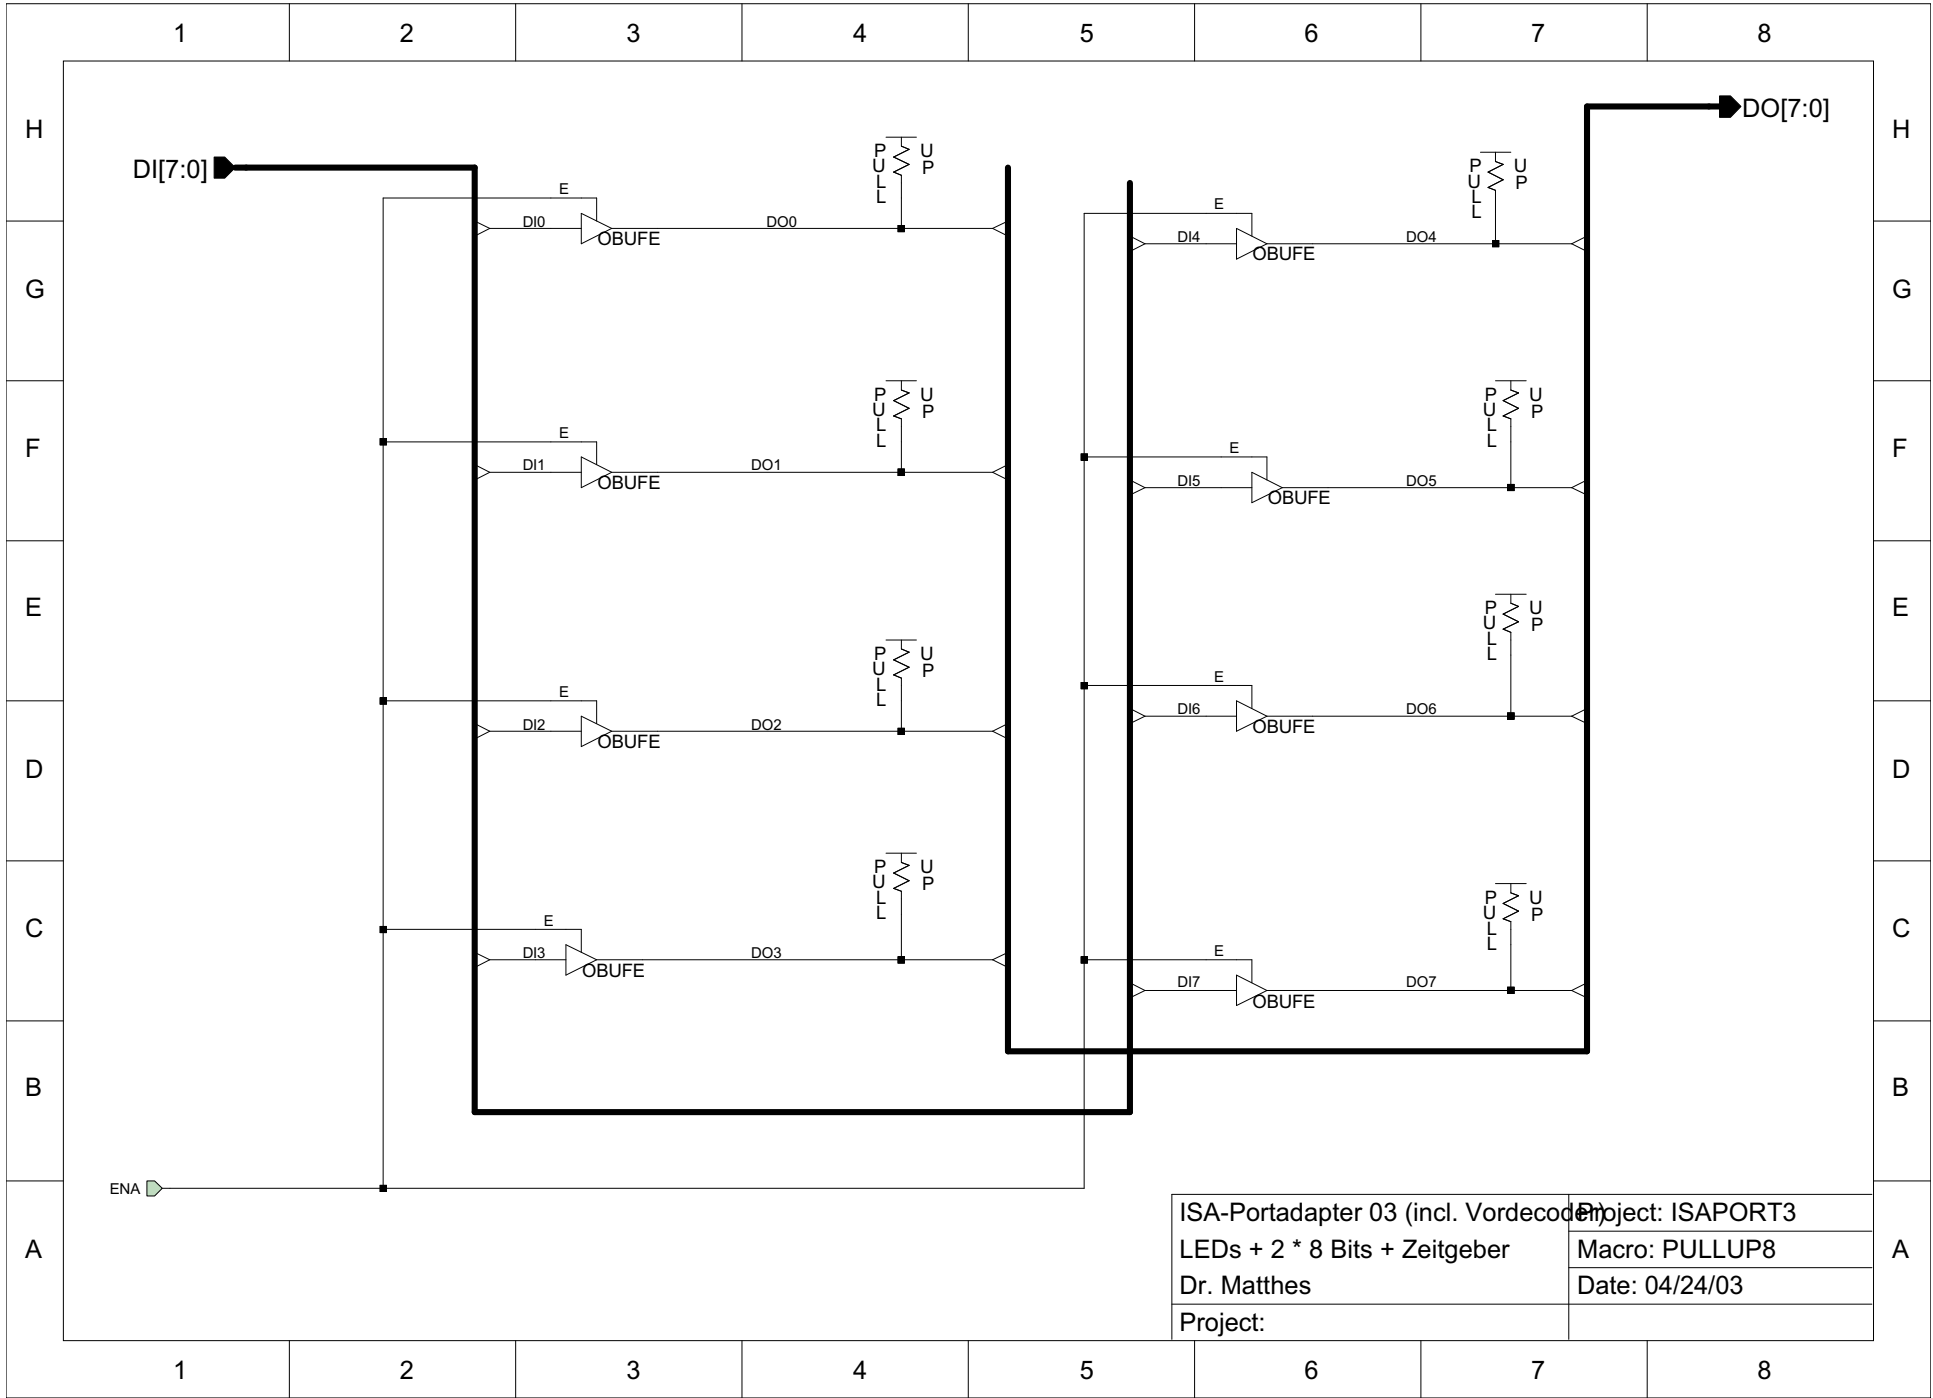 1 2 3 4 5 6 7 8
H H
DO[7:0]
DI[7:0]
PULL UP
PULL UP
E
DI0 OBUFE DO0
E
DI4 OBUFE DO4
G G
PULL UP
PULL UP
F F
E
DI1 OBUFE DO1
E
DI5 OBUFE DO5
E E
PULL UP
PULL UP
E
DI2 OBUFE DO2
E
DI6 OBUFE DO6
D D
PULL UP
PULL UP
C C
E
DI3 OBUFE DO3
E
DI7 OBUFE DO7
B B
ENA
A A
ISA-Portadapter 03 (incl. Vordecoder) Project: ISAPORT3
LEDs + 2 * 8 Bits + Zeitgeber Macro: PULLUP8
Dr. Matthes Date: 04/24/03
Project:
1 2 3 4 5 6 7 8